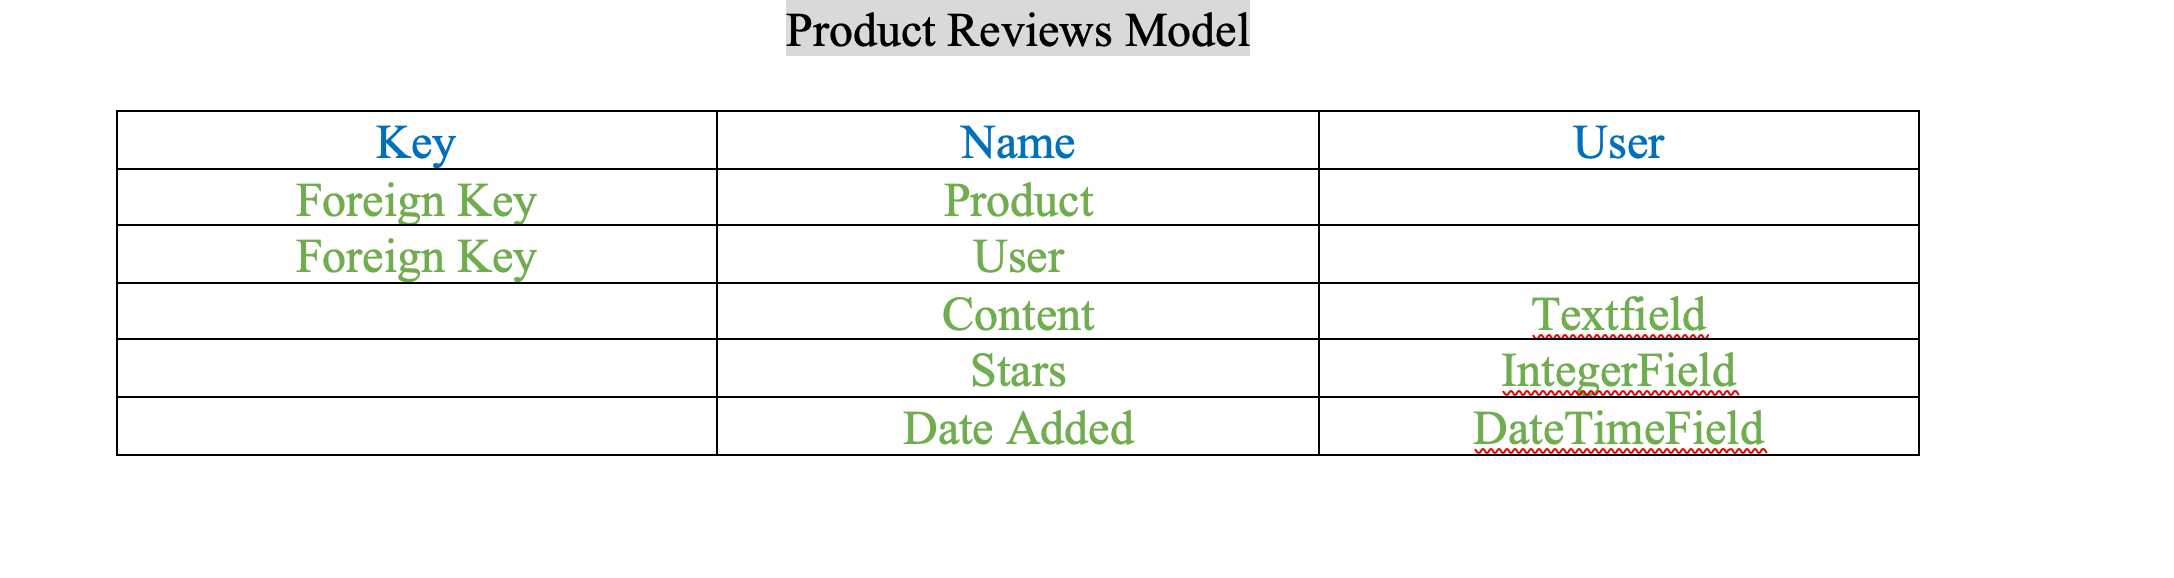 Product Reviews Model
Key Name User
Foreign Key Product
Foreign Key User
Content Textfield
Stars IntegerField
Date Added DateTimeField